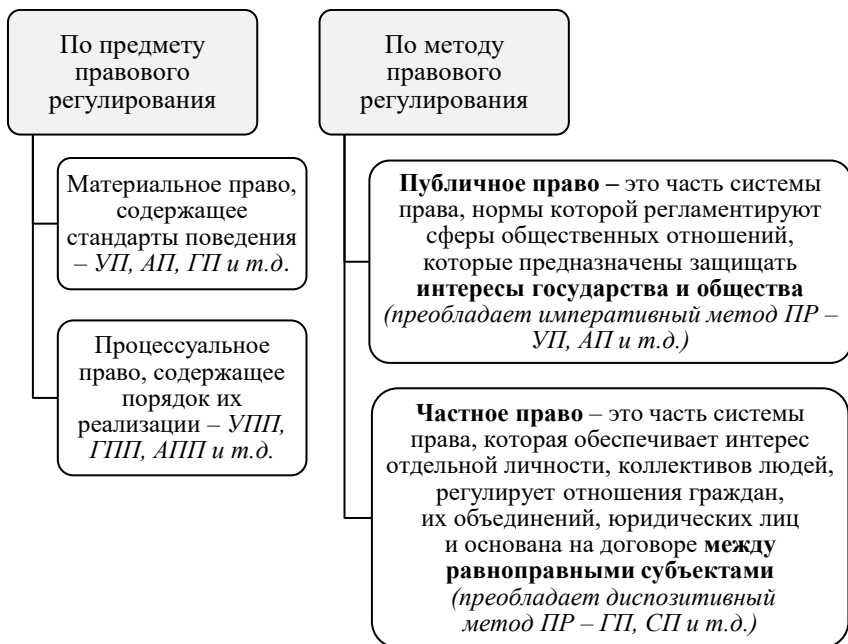 По предмету
правового
регулирования
Материальное право,
содержащее
стандарты поведения
– УП, АП, ГП и т.д.
Процессуальное
право, содержащее
порядок их
реализации – УПП,
ГПП, АПП и т.д.
По методу
правового
регулирования
Публичное право – это часть системы
права, нормы которой регламентируют
сферы общественных отношений,
которые предназначены защищать
интересы государства и общества
(преобладает императивный метод ПР –
УП, АП и т.д.)
Частное право – это часть системы
права, которая обеспечивает интерес
отдельной личности, коллективов людей,
регулирует отношения граждан,
их объединений, юридических лиц
и основана на договоре между
равноправными субъектами
(преобладает диспозитивный
метод ПР – ГП, СП и т.д.)